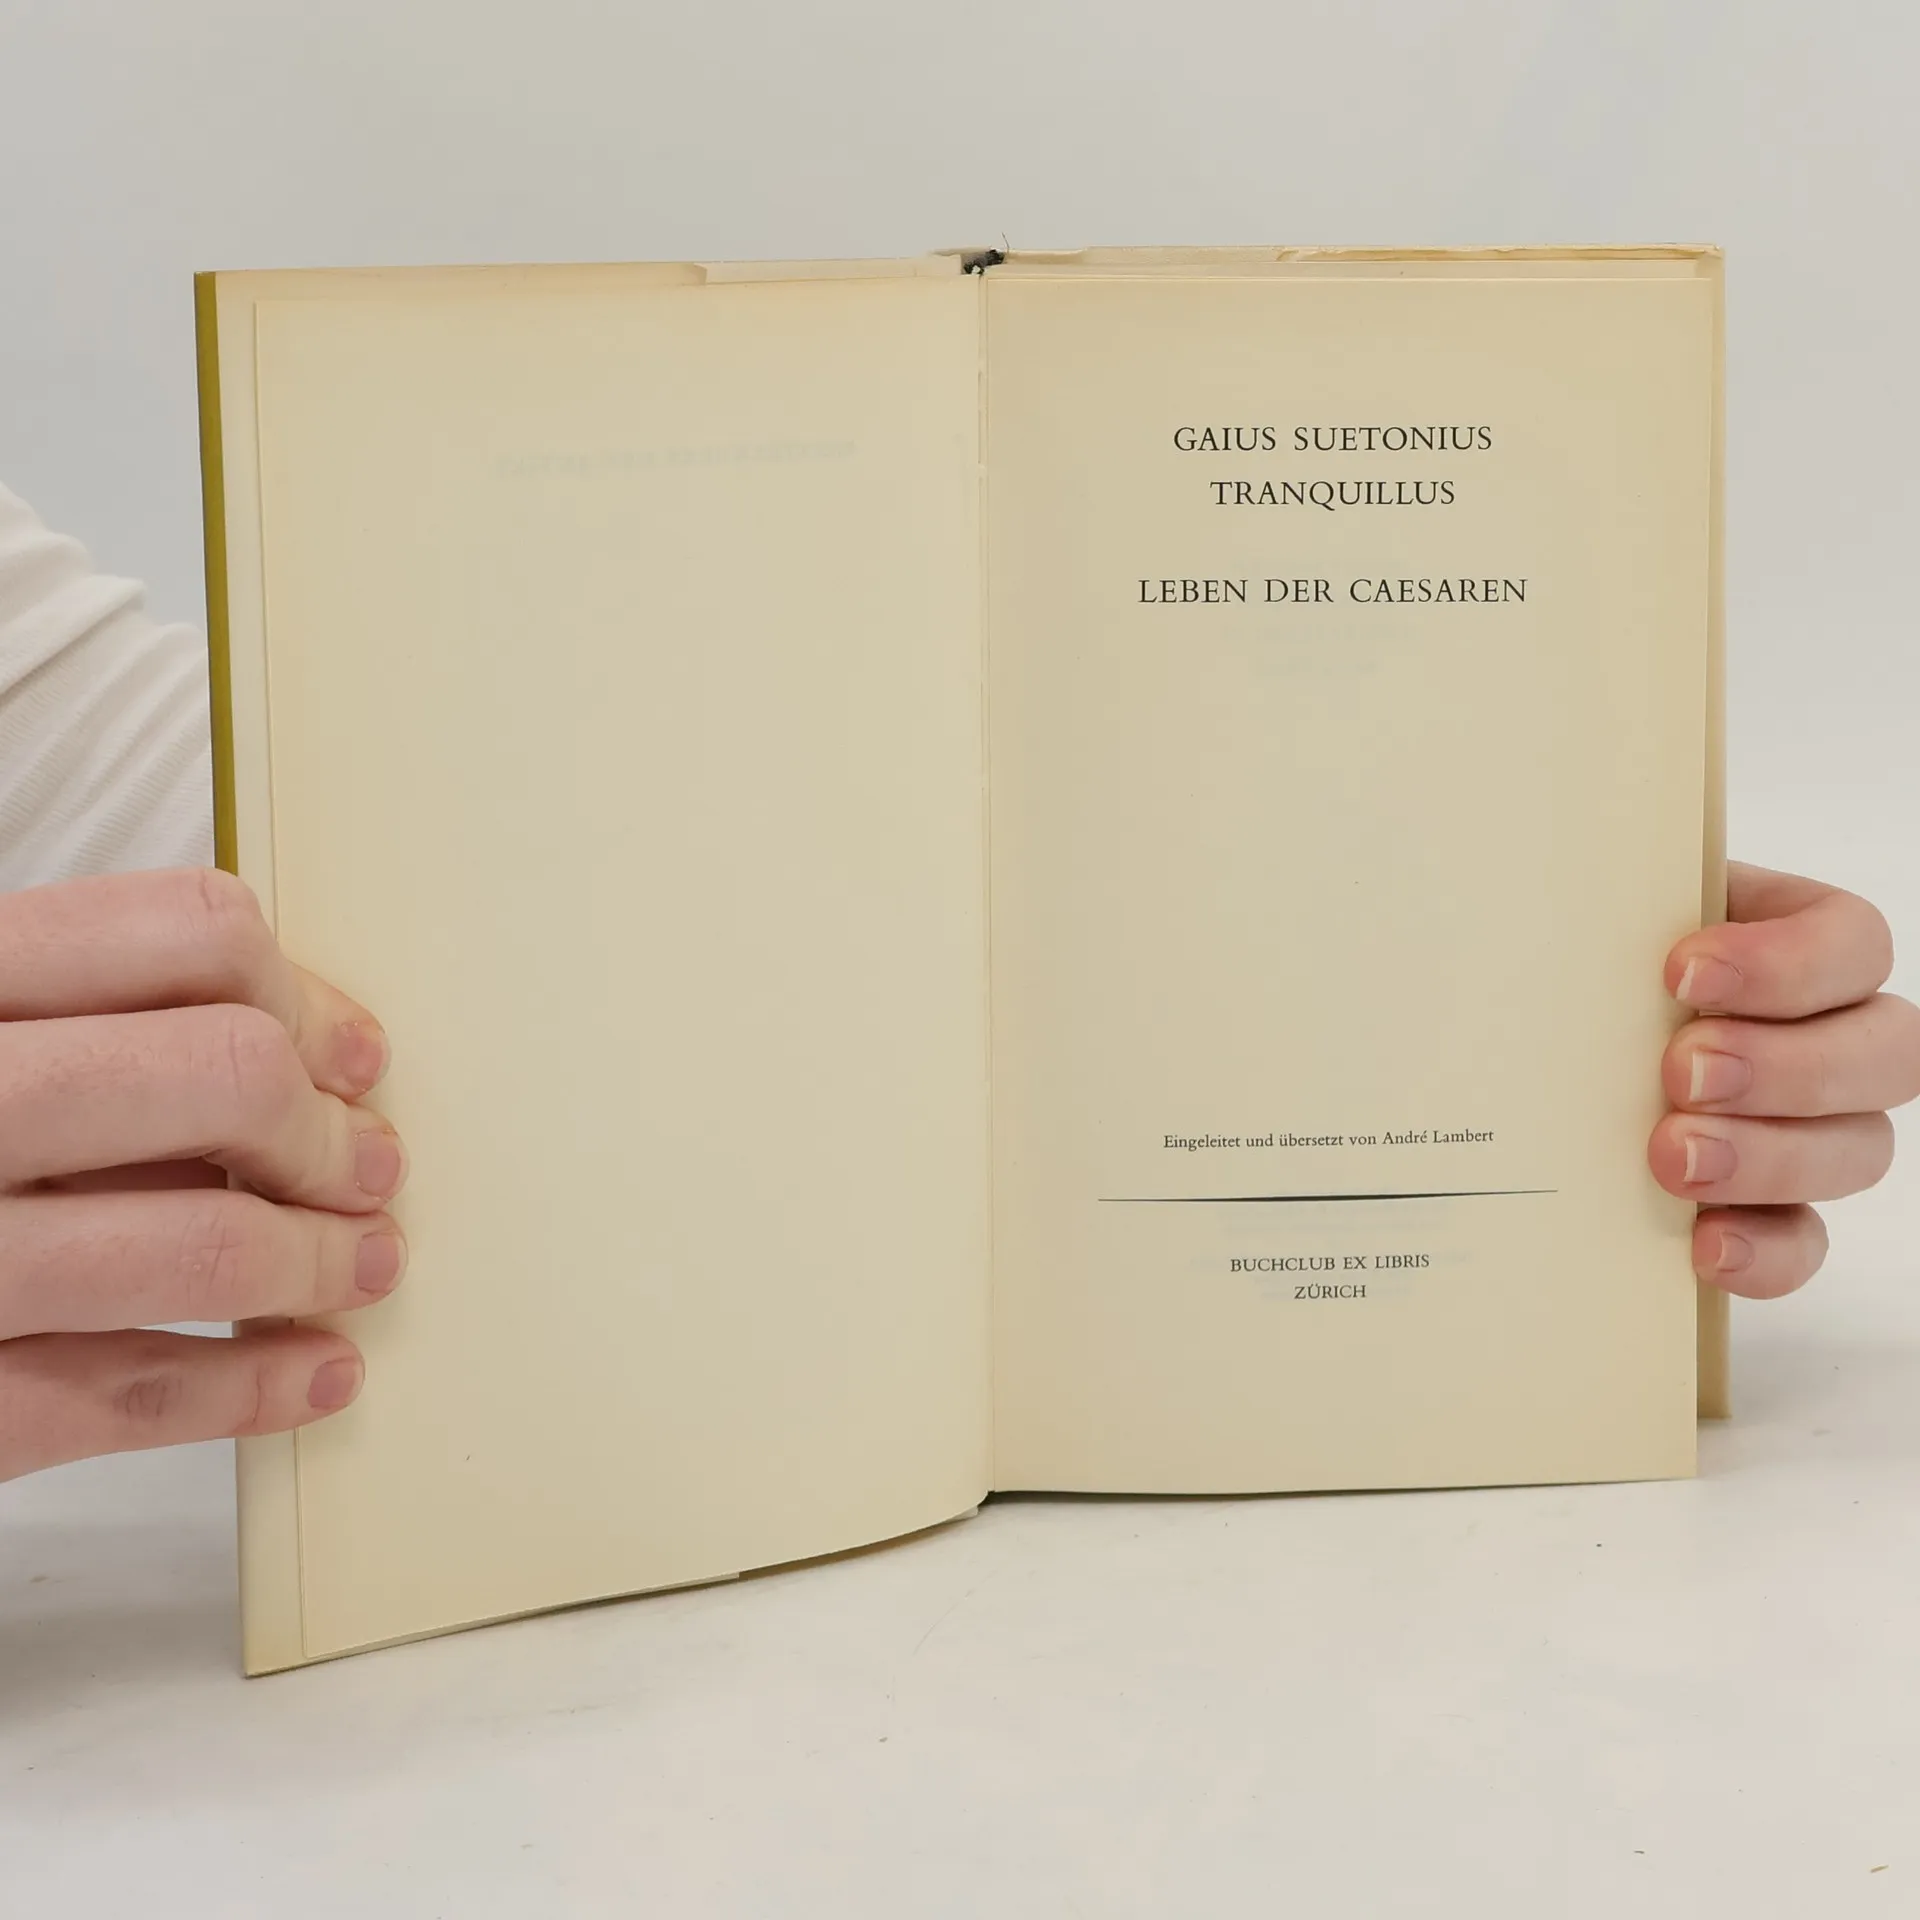 GAIUS SUETONIUS
TRANQUILLUS
LEBEN DER CAESAREN
Eingeleitet und übersetzt von André Lambert
BUCHCLUB EX LIBRIS
ZÜRICH